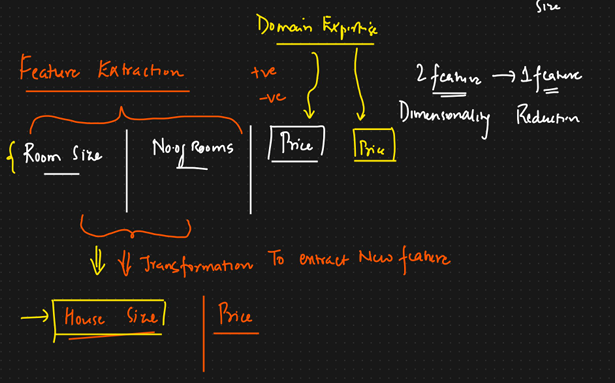 Size
Domain Expertise
Feature Extraction
+ve
-ve
2 feature → 1 feature
Dimensionality Reduction
{ Room Size
No. of Rooms
Price
Price
Transformation To extract New feature
→ House Size
Price